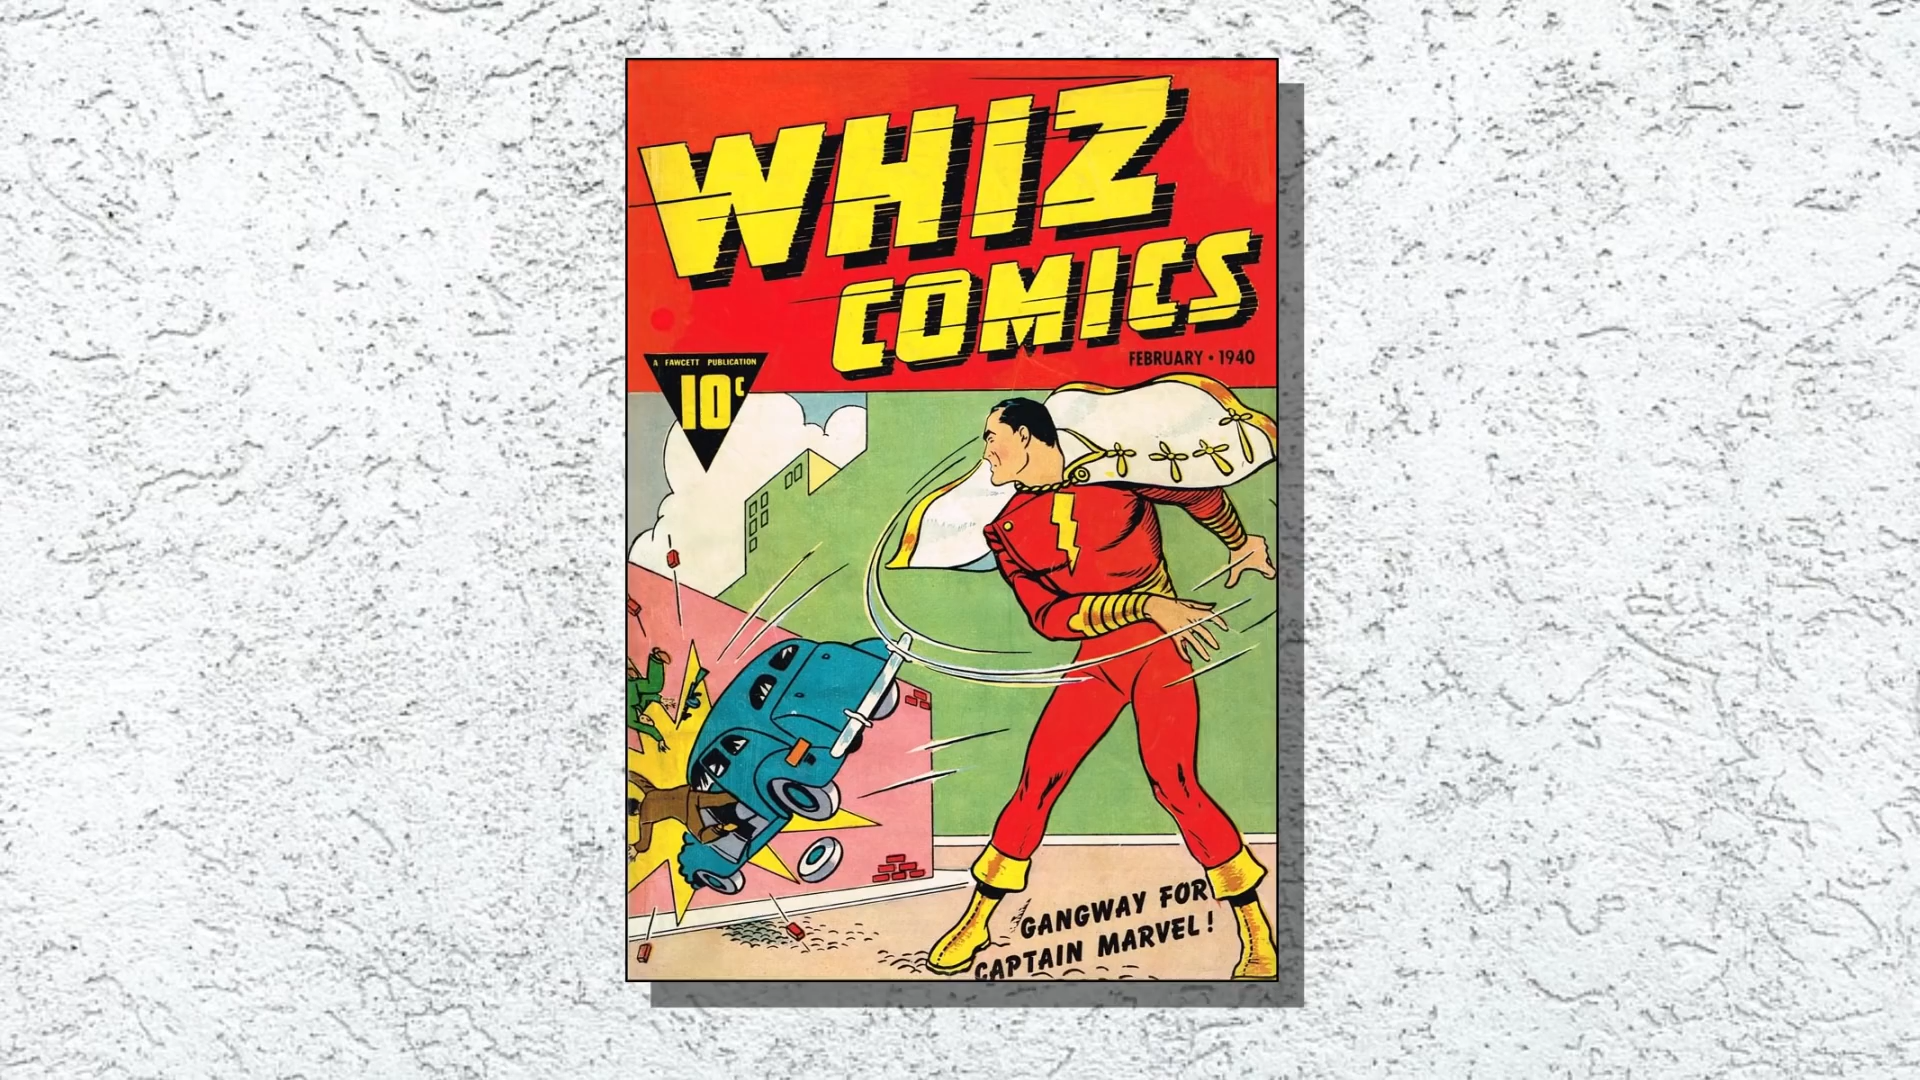 WHIZ
COMICS
FEBRUARY • 1940
A FAWCETT PUBLICATION
10¢
GANGWAY FOR
CAPTAIN MARVEL!